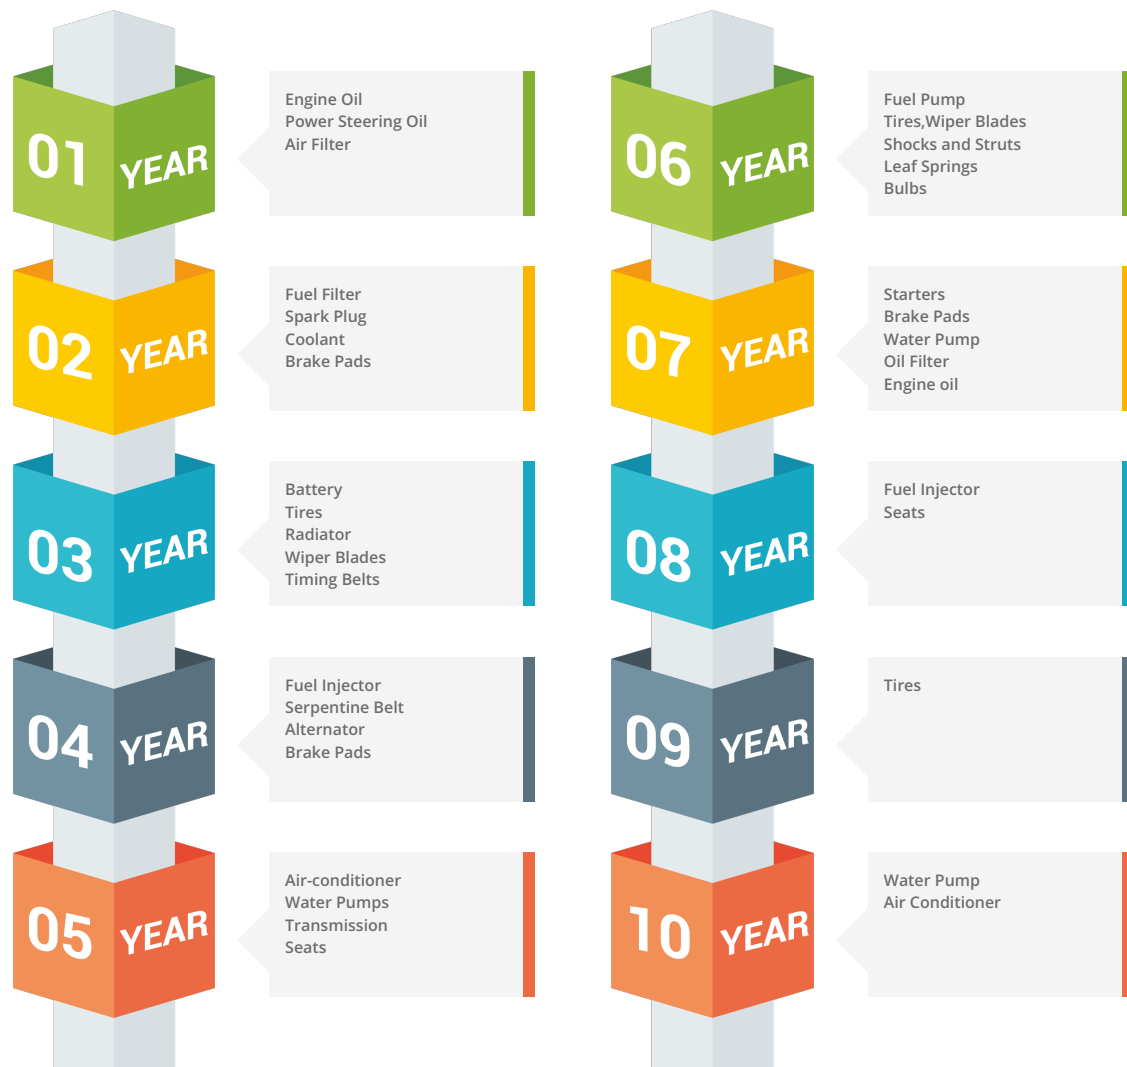 01 YEAR
Engine Oil
Power Steering Oil
Air Filter
02 YEAR
Fuel Filter
Spark Plug
Coolant
Brake Pads
03 YEAR
Battery
Tires
Radiator
Wiper Blades
Timing Belts
04 YEAR
Fuel Injector
Serpentine Belt
Alternator
Brake Pads
05 YEAR
Air-conditioner
Water Pumps
Transmission
Seats
06 YEAR
Fuel Pump
Tires,Wiper Blades
Shocks and Struts
Leaf Springs
Bulbs
07 YEAR
Starters
Brake Pads
Water Pump
Oil Filter
Engine oil
08 YEAR
Fuel Injector
Seats
09 YEAR
Tires
10 YEAR
Water Pump
Air Conditioner